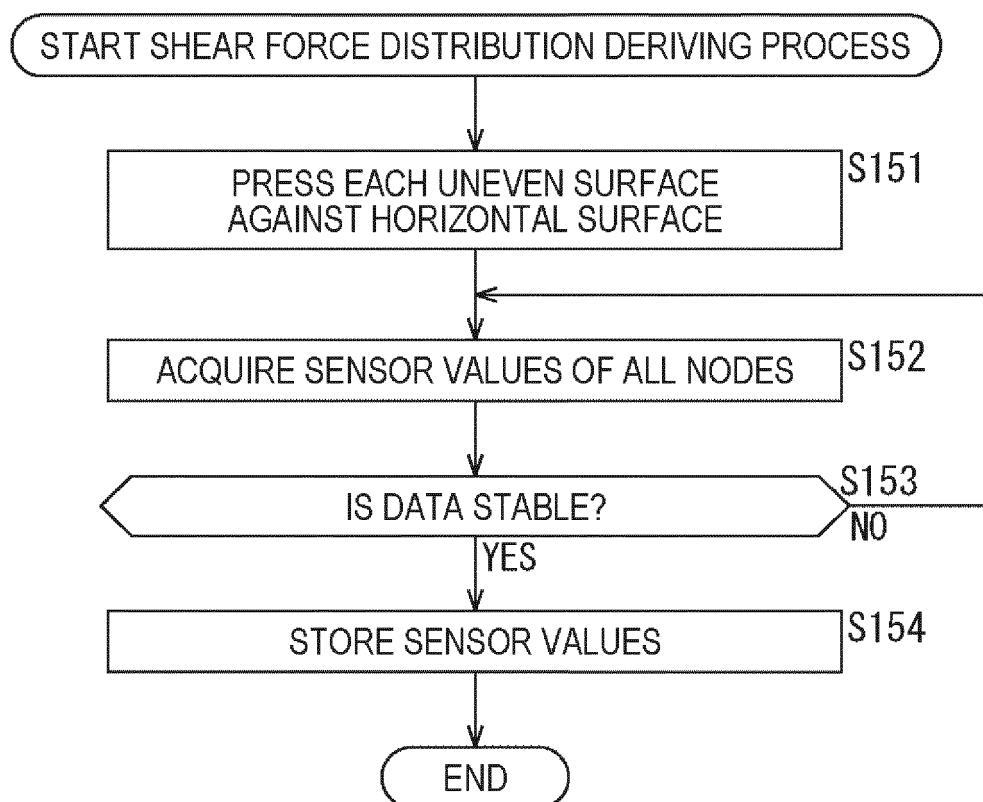 START SHEAR FORCE DISTRIBUTION DERIVING PROCESS
S151
PRESS EACH UNEVEN SURFACE
AGAINST HORIZONTAL SURFACE
S152
ACQUIRE SENSOR VALUES OF ALL NODES
S153
IS DATA STABLE?
NO
YES
S154
STORE SENSOR VALUES
END